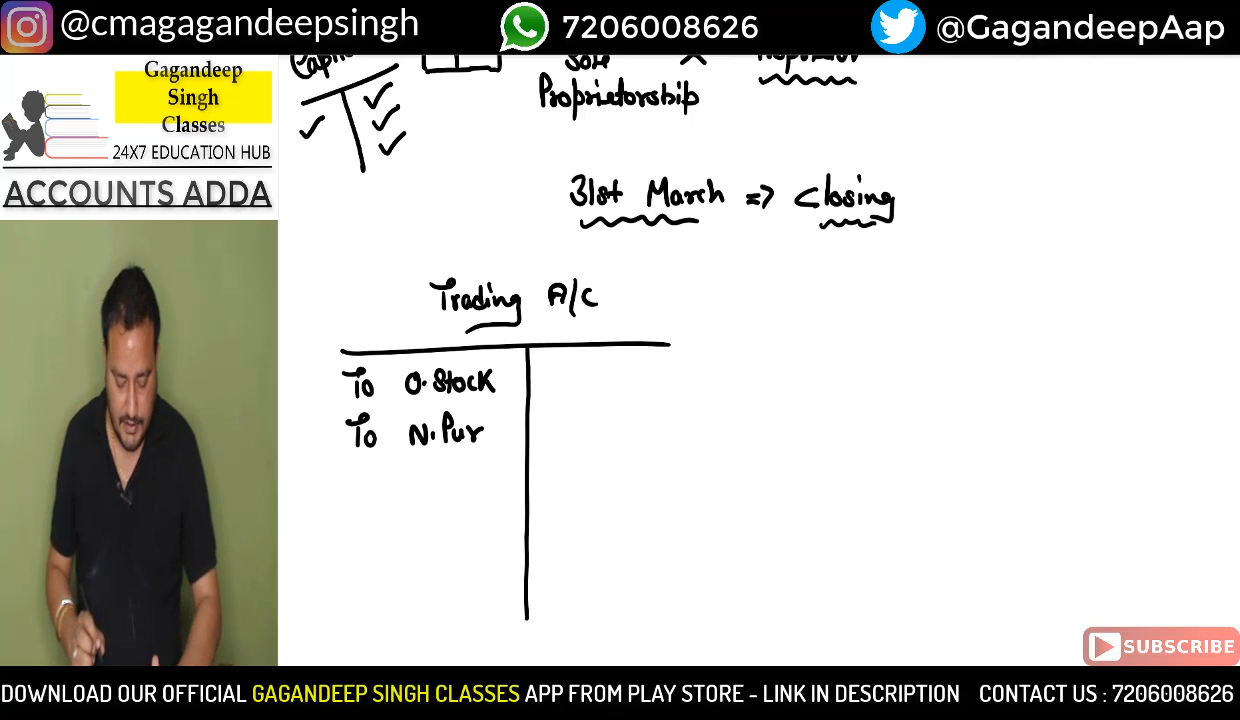 @cmagagandeepsingh 7206008626 @GagandeepAap
Gagandeep
Singh
Classes
24X7 EDUCATION HUB
ACCOUNTS ADDA
Sole
Proprietorship
31st March => Closing
Trading A/C
To O.Stock
To N.Pur
SUBSCRIBE
DOWNLOAD OUR OFFICIAL GAGANDEEP SINGH CLASSES APP FROM PLAY STORE - LINK IN DESCRIPTION CONTACT US : 7206008626